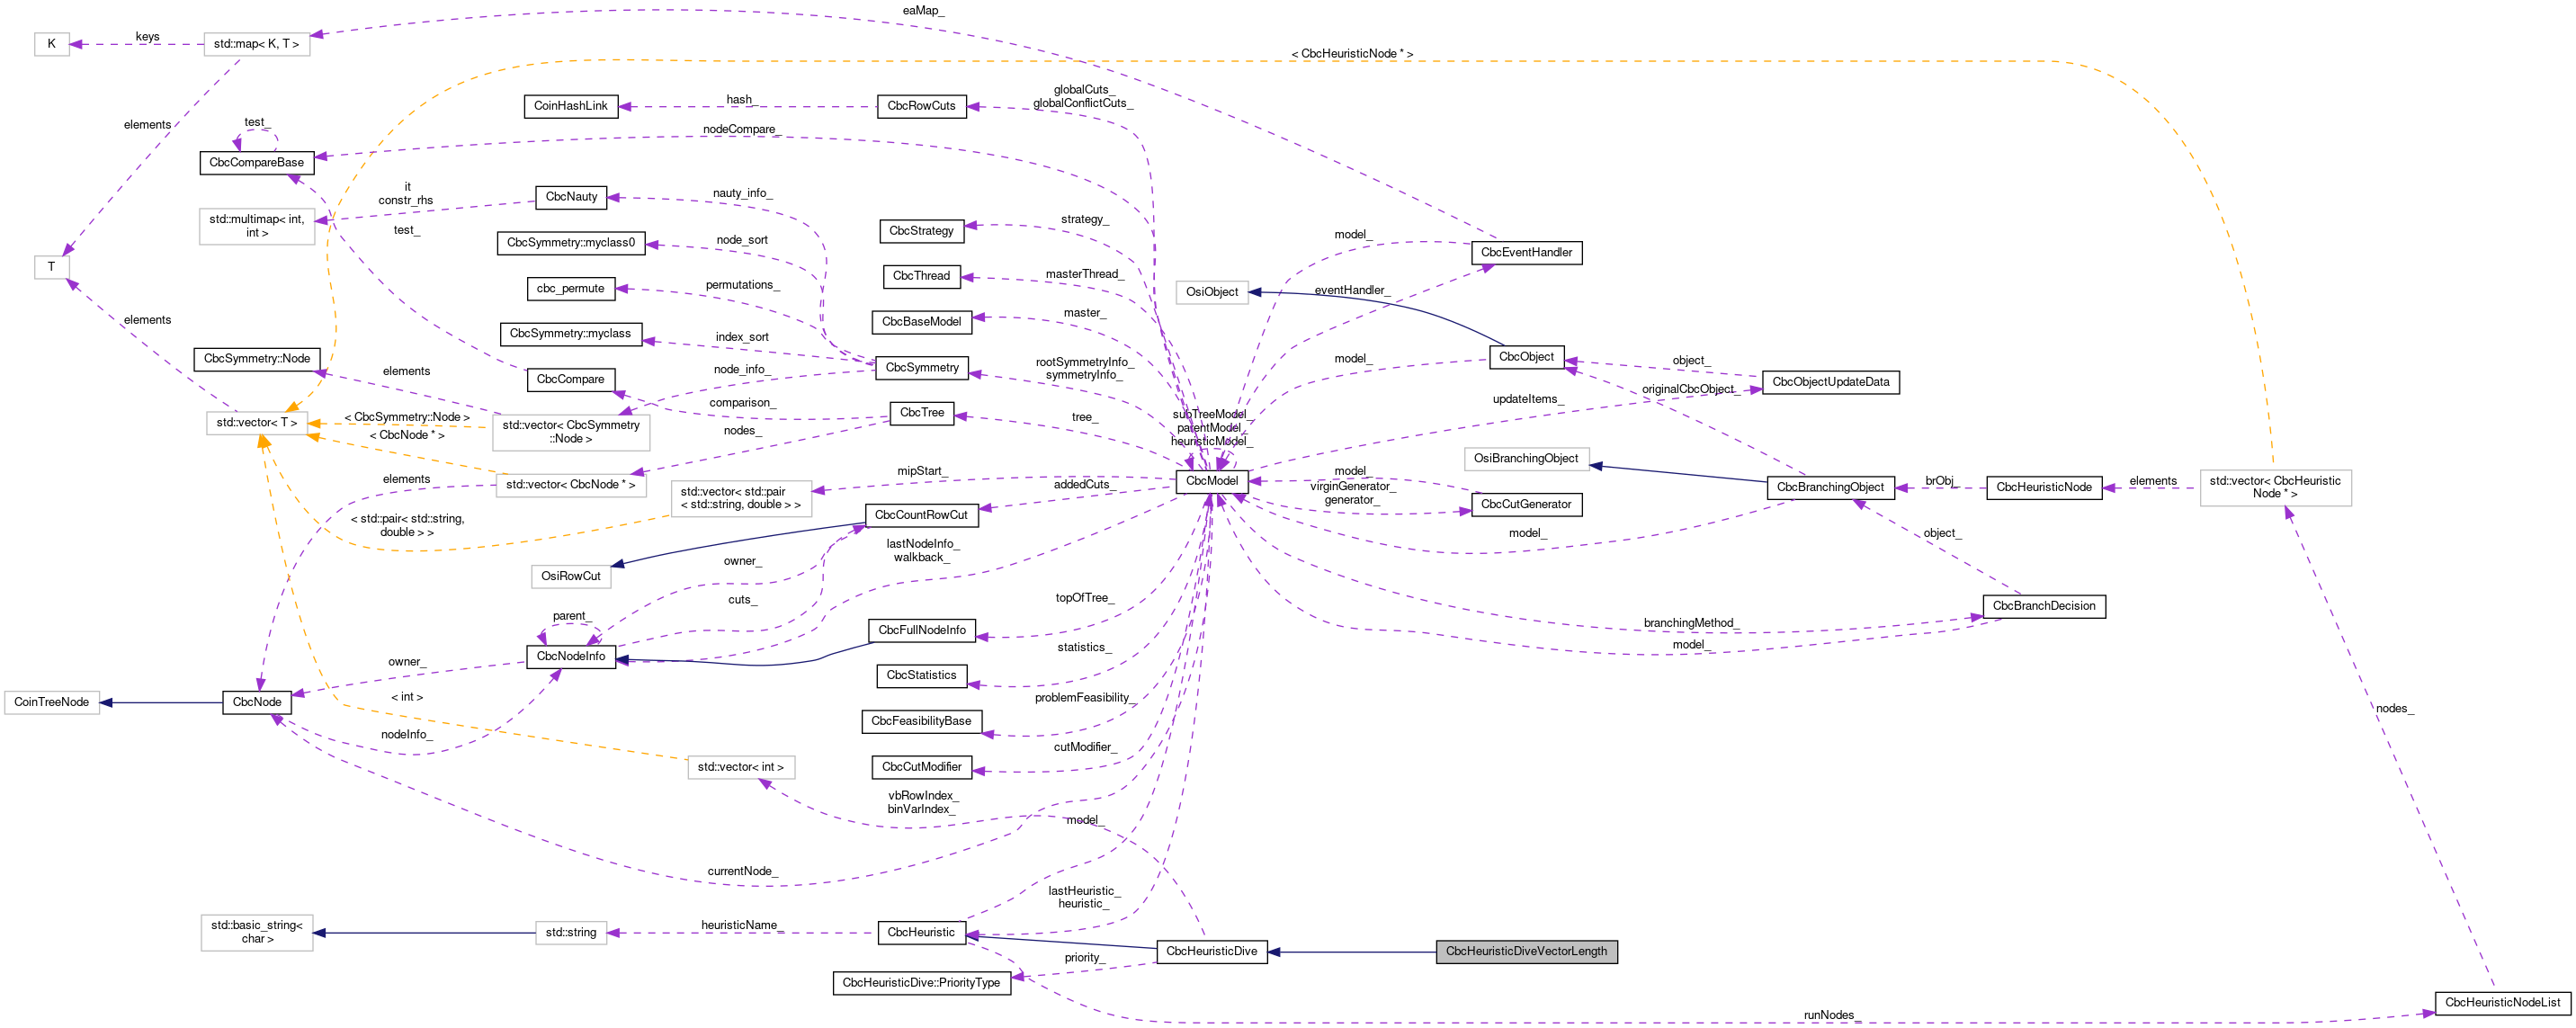 eaMap_
K
keys
std::map< K, T >
< CbcHeuristicNode * >
elements
CoinHashLink
hash_
CbcRowCuts
globalCuts_
globalConflictCuts_
test_
nodeCompare_
CbcCompareBase
it
constr_rhs
CbcNauty
nauty_info_
std::multimap< int,
int >
test_
CbcSymmetry::myclass0
node_sort
CbcStrategy
strategy_
model_
CbcEventHandler
T
cbc_permute
permutations_
CbcThread
masterThread_
OsiObject
eventHandler_
elements
CbcSymmetry::myclass
index_sort
CbcBaseModel
master_
CbcSymmetry::Node
elements
CbcCompare
node_info_
CbcSymmetry
rootSymmetryInfo_
symmetryInfo_
model_
CbcObject
object_
CbcObjectUpdateData
originalCbcObject_
updateItems_
comparison_
CbcTree
tree_
nodes_
std::vector< T >
< CbcSymmetry::Node >
< CbcNode * >
std::vector< CbcSymmetry
::Node >
subTreeModel_
parentModel_
heuristicModel_
CbcModel
OsiBranchingObject
elements
std::vector< CbcNode * >
mipStart_
std::vector< std::pair
< std::string, double > >
addedCuts_
model_
virginGenerator_
generator_
CbcCutGenerator
CbcBranchingObject
brObj_
CbcHeuristicNode
elements
std::vector< CbcHeuristic
Node * >
< std::pair< std::string,
double > >
CbcCountRowCut
lastNodeInfo_
walkback_
model_
object_
OsiRowCut
owner_
cuts_
topOfTree_
CbcBranchDecision
branchingMethod_
model_
parent_
CbcNodeInfo
CbcFullNodeInfo
owner_
CbcStatistics
statistics_
CoinTreeNode
CbcNode
< int >
nodeInfo_
CbcFeasibilityBase
problemFeasibility_
nodes_
std::vector< int >
CbcCutModifier
cutModifier_
vbRowIndex_
binVarIndex_
model_
currentNode_
lastHeuristic_
heuristic_
std::basic_string<
char >
std::string
heuristicName_
CbcHeuristic
CbcHeuristicDive
CbcHeuristicDiveVectorLength
priority_
CbcHeuristicDive::PriorityType
runNodes_
CbcHeuristicNodeList